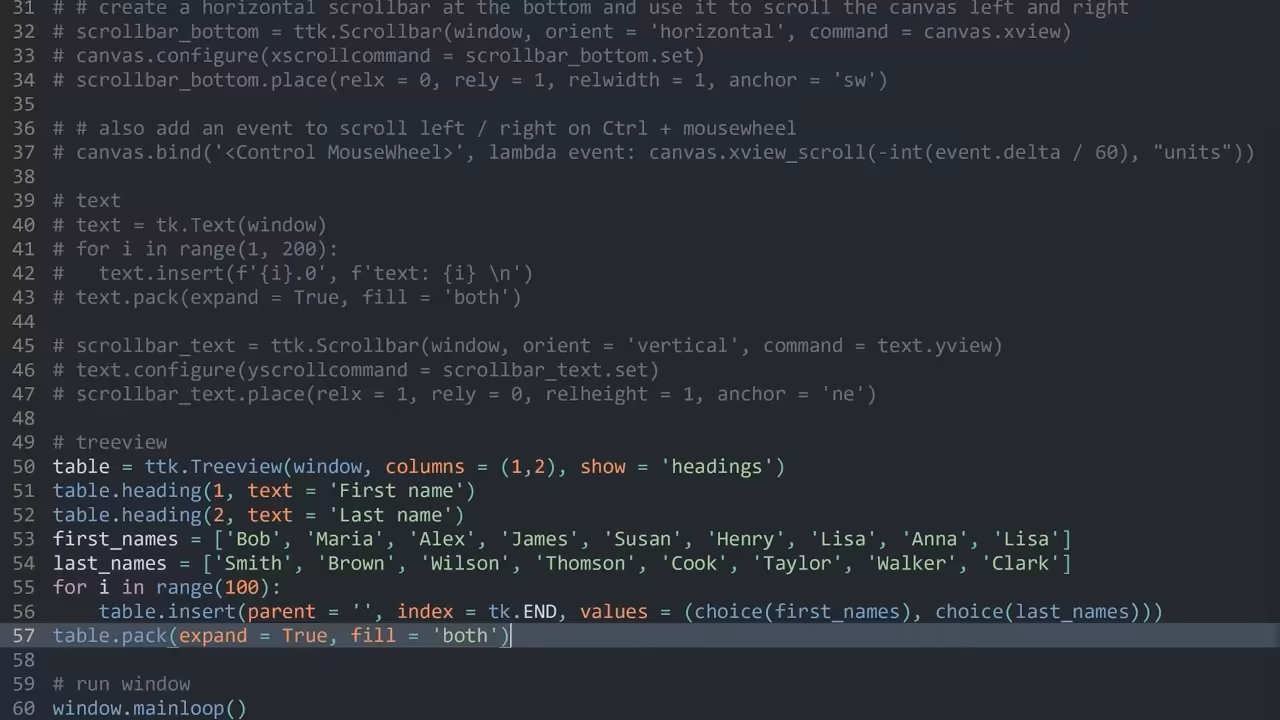 31 # # create a horizontal scrollbar at the bottom and use it to scroll the canvas left and right
32 # scrollbar_bottom = ttk.Scrollbar(window, orient = 'horizontal', command = canvas.xview)
33 # canvas.configure(xscrollcommand = scrollbar_bottom.set)
34 # scrollbar_bottom.place(relx = 0, rely = 1, relwidth = 1, anchor = 'sw')
35
36 # # also add an event to scroll left / right on Ctrl + mousewheel
37 # canvas.bind('<Control MouseWheel>', lambda event: canvas.xview_scroll(-int(event.delta / 60), "units"))
38
39 # text
40 # text = tk.Text(window)
41 # for i in range(1, 200):
42 #   text.insert(f'{i}.0', f'text: {i} \n')
43 # text.pack(expand = True, fill = 'both')
44
45 # scrollbar_text = ttk.Scrollbar(window, orient = 'vertical', command = text.yview)
46 # text.configure(yscrollcommand = scrollbar_text.set)
47 # scrollbar_text.place(relx = 1, rely = 0, relheight = 1, anchor = 'ne')
48
49 # treeview
50 table = ttk.Treeview(window, columns = (1,2), show = 'headings')
51 table.heading(1, text = 'First name')
52 table.heading(2, text = 'Last name')
53 first_names = ['Bob', 'Maria', 'Alex', 'James', 'Susan', 'Henry', 'Lisa', 'Anna', 'Lisa']
54 last_names = ['Smith', 'Brown', 'Wilson', 'Thomson', 'Cook', 'Taylor', 'Walker', 'Clark']
55 for i in range(100):
56     table.insert(parent = '', index = tk.END, values = (choice(first_names), choice(last_names)))
57 table.pack(expand = True, fill = 'both')
58
59 # run window
60 window.mainloop()